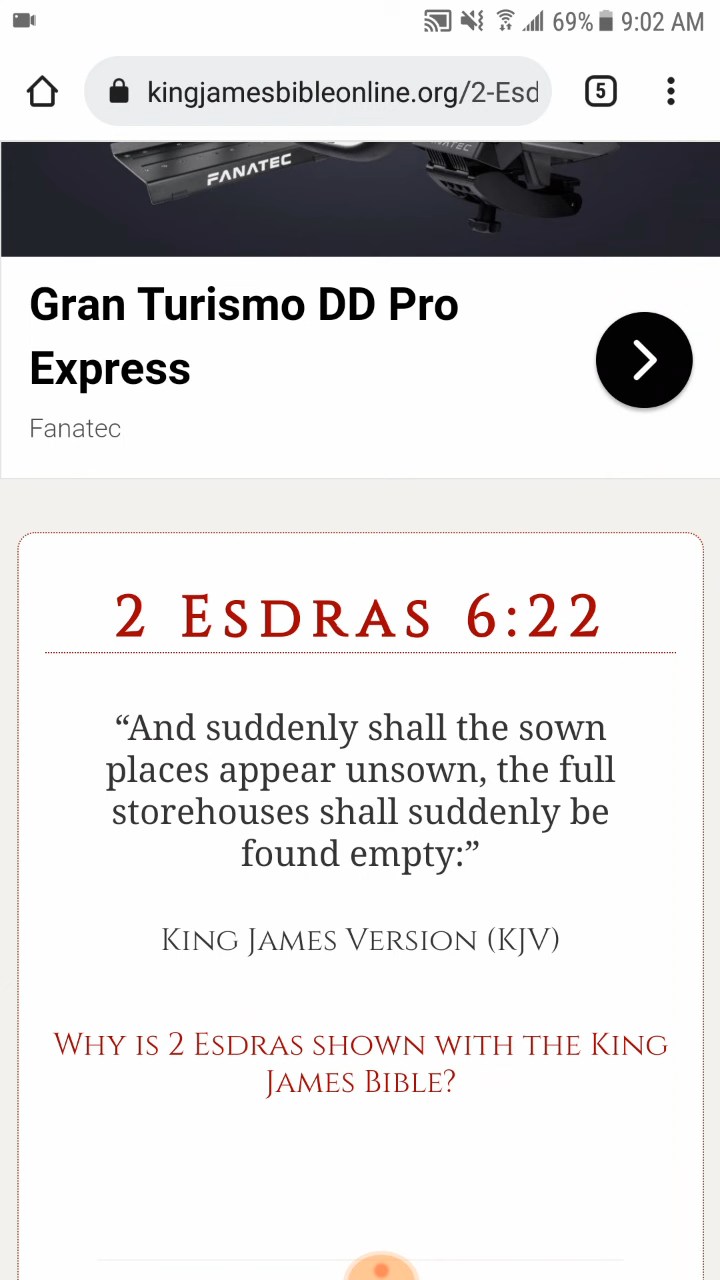 69% 9:02 AM
kingjamesbibleonline.org/2-Esd
5
FANATEC
FANATEC
Gran Turismo DD Pro
Express
Fanatec
2 Esdras 6:22
“And suddenly shall the sown
places appear unsown, the full
storehouses shall suddenly be
found empty:”
King James Version (KJV)
Why is 2 Esdras shown with the King
James Bible?